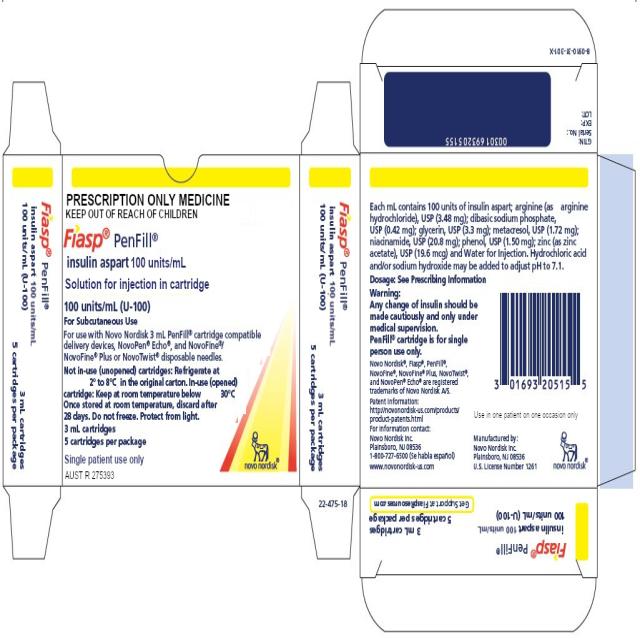 PRESCRIPTION ONLY MEDICINE
KEEP OUT OF REACH OF CHILDREN
Fiasp® PenFill®
insulin aspart 100 units/mL
Solution for injection in cartridge
100 units/mL (U-100)
For Subcutaneous Use
For use with Novo Nordisk 3 mL PenFill® cartridge compatible
delivery devices, NovoPen® Echo®, and NovoFine®/
NovoFine® Plus or NovoTwist® disposable needles.
Not in-use (unopened) cartridges: Refrigerate at
2° to 8°C in the original carton. In-use (opened)
cartridge: Keep at room temperature below 30°C
Once stored at room temperature, discard after
28 days. Do not freeze. Protect from light.
3 mL cartridges
5 cartridges per package
Single patient use only
AUST R 275393
novo nordisk®
Fiasp® PenFill®
insulin aspart 100 units/mL
100 units/mL (U-100)
3 mL cartridges
5 cartridges per package
Fiasp® PenFill®
insulin aspart 100 units/mL
100 units/mL (U-100)
3 mL cartridges
5 cartridges per package
22-475-18
8-0910-31-301-X
GTIN:
Serial No.:
EXP:
LOT:
00301693205155
Each mL contains 100 units of insulin aspart; arginine (as arginine
hydrochloride), USP (3.48 mg); dibasic sodium phosphate,
USP (0.42 mg); glycerin, USP (3.3 mg); metacresol, USP (1.72 mg);
niacinamide, USP (20.8 mg); phenol, USP (1.50 mg); zinc (as zinc
acetate), USP (19.6 mcg) and Water for Injection. Hydrochloric acid
and/or sodium hydroxide may be added to adjust pH to 7.1.
Dosage: See Prescribing Information
Warning:
Any change of insulin should be
made cautiously and only under
medical supervision.
PenFill® cartridge is for single
person use only.
Novo Nordisk®, Fiasp®, PenFill®,
NovoFine®, NovoFine® Plus, NovoTwist®,
and NovoPen® Echo® are registered
trademarks of Novo Nordisk A/S.
Patent Information:
http://novonordisk-us.com/products/
product-patents.html
For information contact:
Novo Nordisk Inc.
Plainsboro, NJ 08536
1-800-727-6500 (Se habla español)
www.novonordisk-us.com
3 01693 20515 5
Use in one patient on one occasion only
Manufactured by:
Novo Nordisk Inc.
Plainsboro, NJ 08536
U.S. License Number 1261
novo nordisk®
Fiasp® PenFill®
insulin aspart 100 units/mL
100 units/mL (U-100)
3 mL cartridges
5 cartridges per package